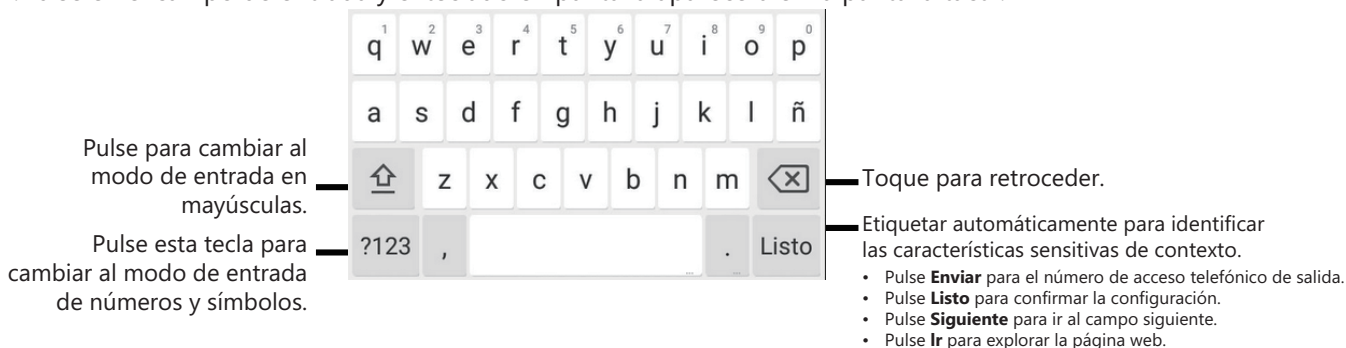 q 1 w 2 e 3 r 4 t 5 y 6 u 7 i 8 o 9 p 0
a s d f g h j k l ñ
z x c v b n m
?123 , . Listo
Pulse para cambiar al
modo de entrada en
mayúsculas.
Pulse esta tecla para
cambiar al modo de entrada
de números y símbolos.
Toque para retroceder.
Etiquetar automáticamente para identificar
las características sensitivas de contexto.
• Pulse Enviar para el número de acceso telefónico de salida.
• Pulse Listo para confirmar la configuración.
• Pulse Siguiente para ir al campo siguiente.
• Pulse Ir para explorar la página web.